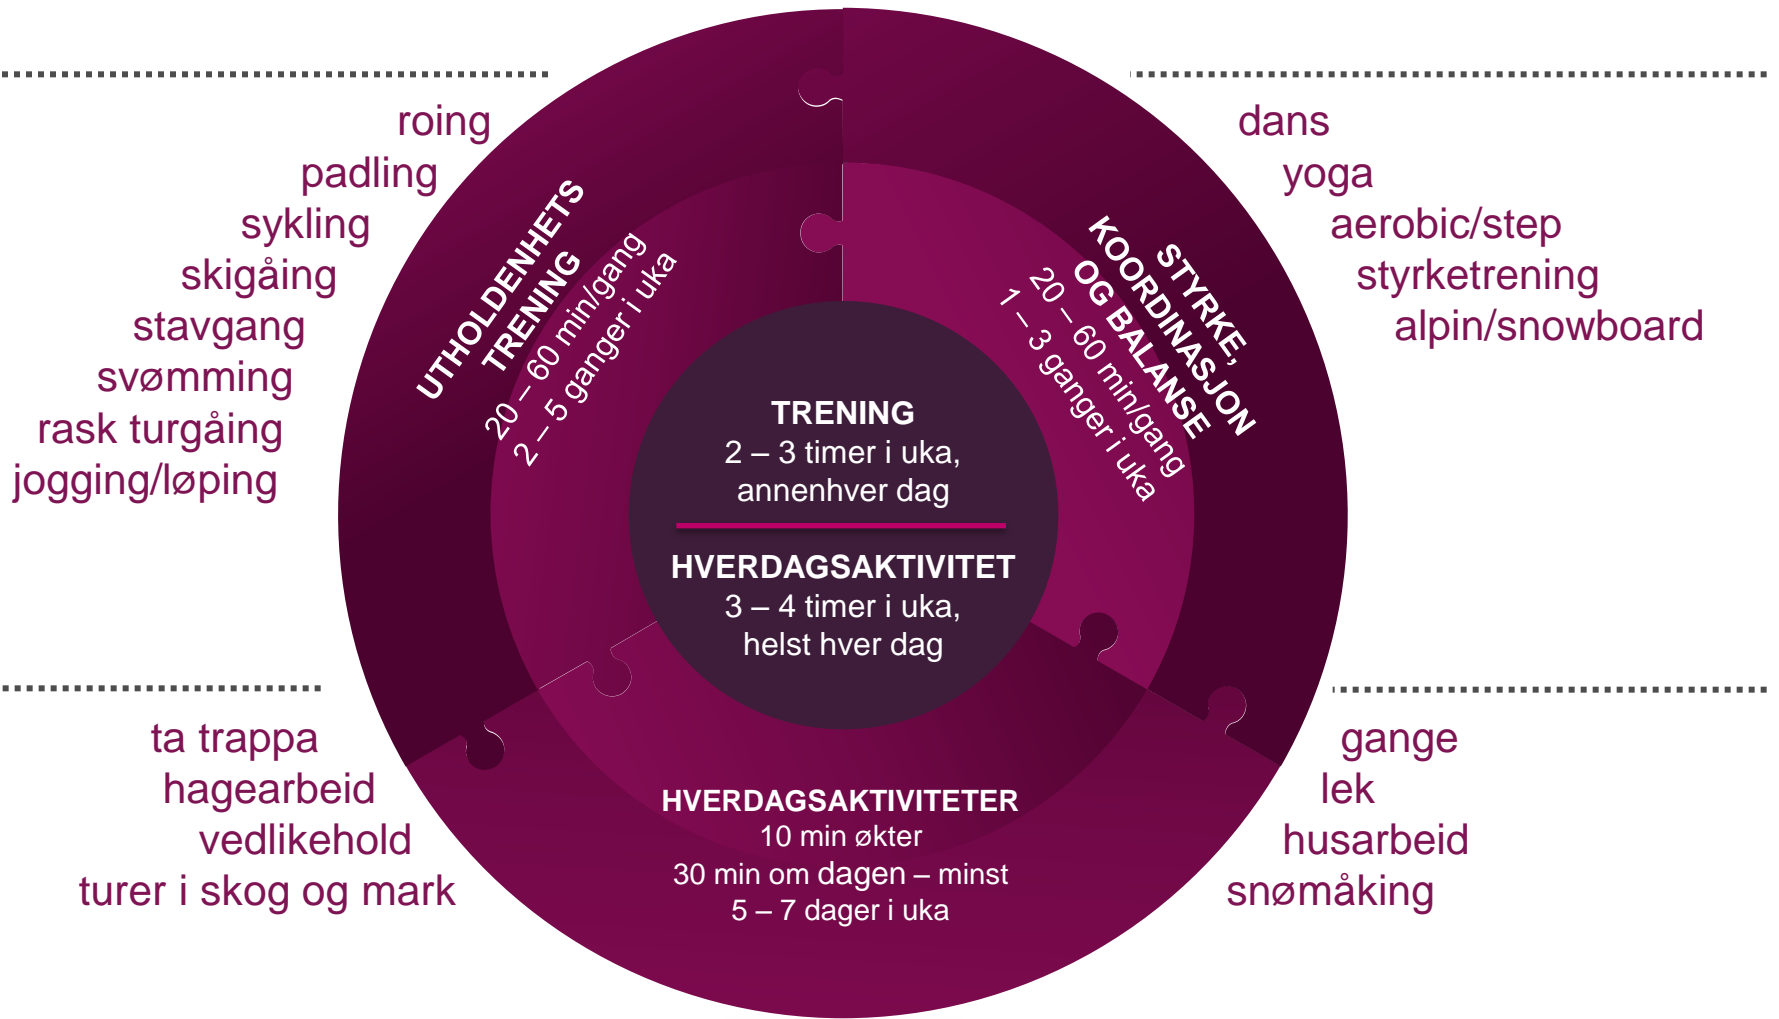 roing
padling
sykling
skigåing
stavgang
svømming
rask turgåing
jogging/løping
UTHOLDENHETS
TRENING
20 – 60 min/gang
2 – 5 ganger i uka
dans
yoga
aerobic/step
styrketrening
alpin/snowboard
STYRKE,
KOORDINASJON
OG BALANSE
20 – 60 min/gang
1 – 3 ganger i uka
TRENING
2 – 3 timer i uka,
annenhver dag
HVERDAGSAKTIVITET
3 – 4 timer i uka,
helst hver dag
ta trappa
hagearbeid
vedlikehold
turer i skog og mark
HVERDAGSAKTIVITETER
10 min økter
30 min om dagen – minst
5 – 7 dager i uka
gange
lek
husarbeid
snømåking